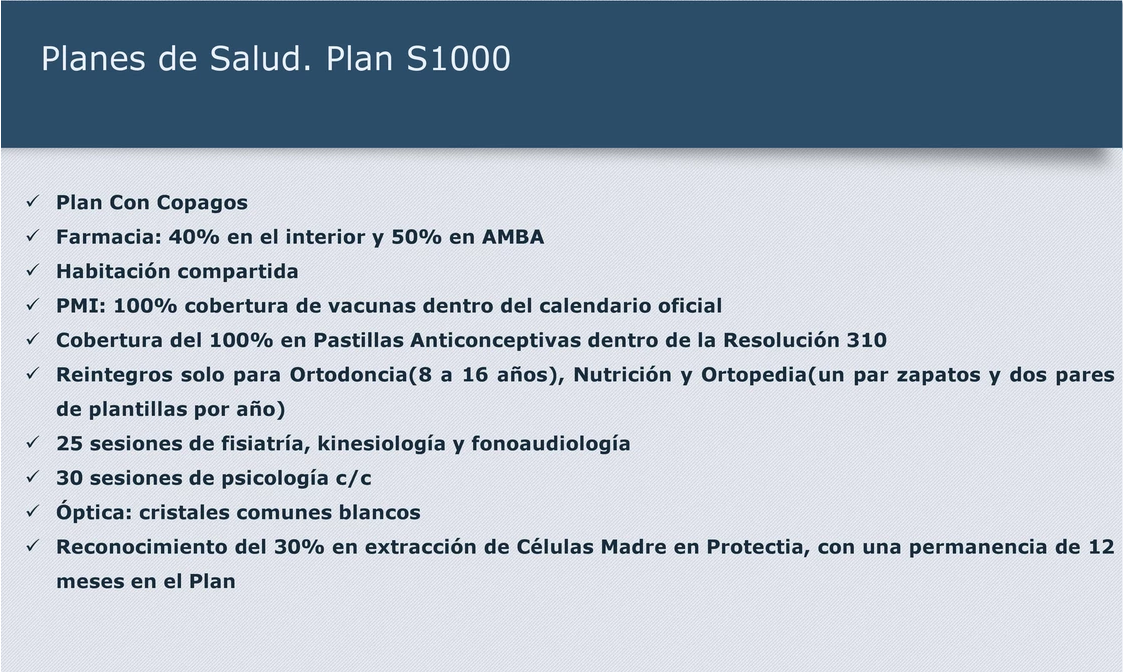 Planes de Salud. Plan S1000
✓ Plan Con Copagos
✓ Farmacia: 40% en el interior y 50% en AMBA
✓ Habitación compartida
✓ PMI: 100% cobertura de vacunas dentro del calendario oficial
✓ Cobertura del 100% en Pastillas Anticonceptivas dentro de la Resolución 310
✓ Reintegros solo para Ortodoncia(8 a 16 años), Nutrición y Ortopedia(un par zapatos y dos pares
de plantillas por año)
✓ 25 sesiones de fisiatría, kinesiología y fonoaudiología
✓ 30 sesiones de psicología c/c
✓ Óptica: cristales comunes blancos
✓ Reconocimiento del 30% en extracción de Células Madre en Protectia, con una permanencia de 12
meses en el Plan